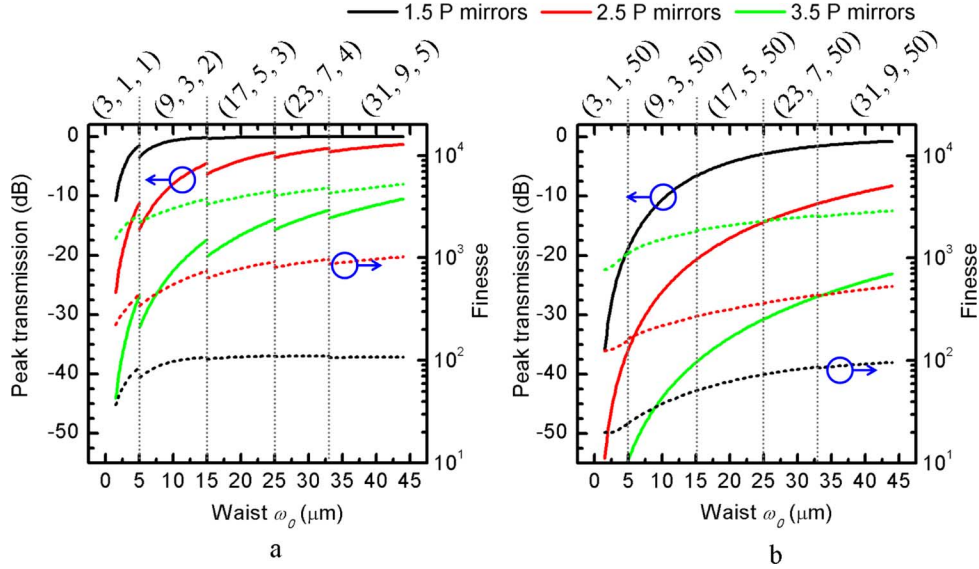 1.5 P mirrors 2.5 P mirrors 3.5 P mirrors
(3, 1, 1) (9, 3, 2) (17, 5, 3) (23, 7, 4) (31, 9, 5)
(3, 1, 50) (9, 3, 50) (17, 5, 50) (23, 7, 50) (31, 9, 50)
Peak transmission (dB)
0
-10
-20
-30
-40
-50
10^4
10^3
10^2
10^1
Finesse
0 5 10 15 20 25 30 35 40 45
Waist ω₀ (μm)
a
Peak transmission (dB)
0
-10
-20
-30
-40
-50
10^4
10^3
10^2
10^1
Finesse
0 5 10 15 20 25 30 35 40 45
Waist ω₀ (μm)
b